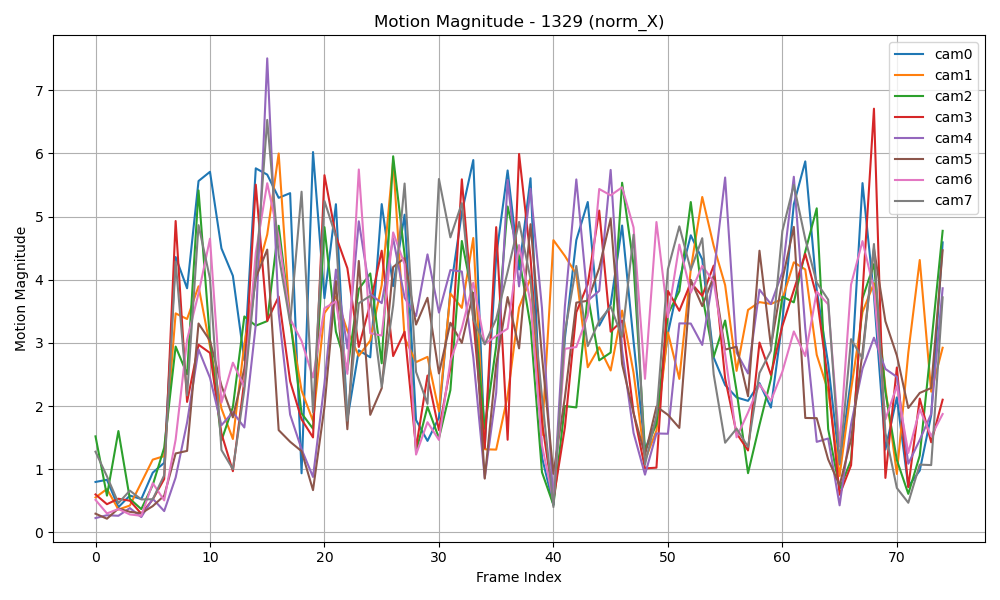 Motion Magnitude - 1329 (norm_X)
Motion Magnitude
7
6
5
4
3
2
1
0
0 10 20 30 40 50 60 70
Frame Index
cam0
cam1
cam2
cam3
cam4
cam5
cam6
cam7